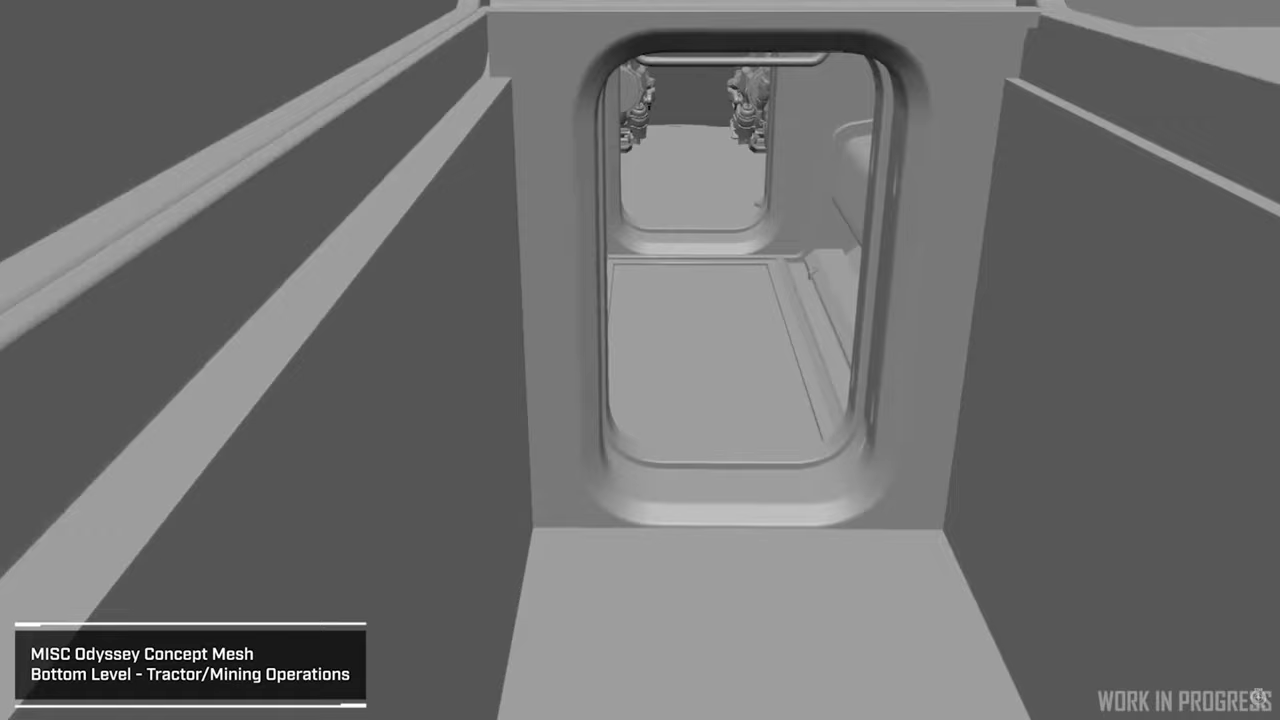 MISC Odyssey Concept Mesh
Bottom Level - Tractor/Mining Operations
WORK IN PROGRESS